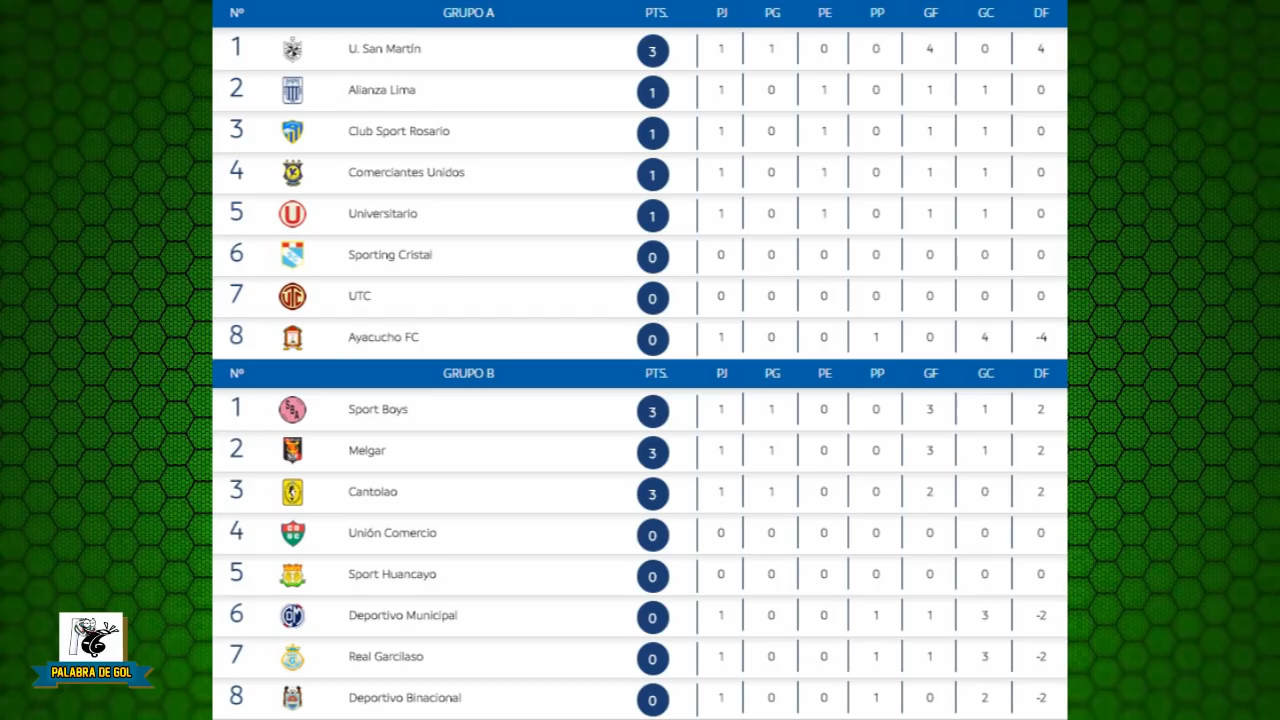 Nº GRUPO A PTS. PJ PG PE PP GF GC DF
1 U. San Martín 3 1 1 0 0 4 0 4
2 Alianza Lima 1 1 0 1 0 1 1 0
3 Club Sport Rosario 1 1 0 1 0 1 1 0
4 Comerciantes Unidos 1 1 0 1 0 1 1 0
5 Universitario 1 1 0 1 0 1 1 0
6 Sporting Cristal 0 0 0 0 0 0 0 0
7 UTC 0 0 0 0 0 0 0 0
8 Ayacucho FC 0 1 0 0 1 0 4 -4
Nº GRUPO B PTS. PJ PG PE PP GF GC DF
1 Sport Boys 3 1 1 0 0 3 1 2
2 Melgar 3 1 1 0 0 3 1 2
3 Cantolao 3 1 1 0 0 2 0 2
4 Unión Comercio 0 0 0 0 0 0 0 0
5 Sport Huancayo 0 0 0 0 0 0 0 0
6 Deportivo Municipal 0 1 0 0 1 1 3 -2
7 Real Garcilaso 0 1 0 0 1 1 3 -2
8 Deportivo Binacional 0 1 0 0 1 0 2 -2
PALABRA DE GOL